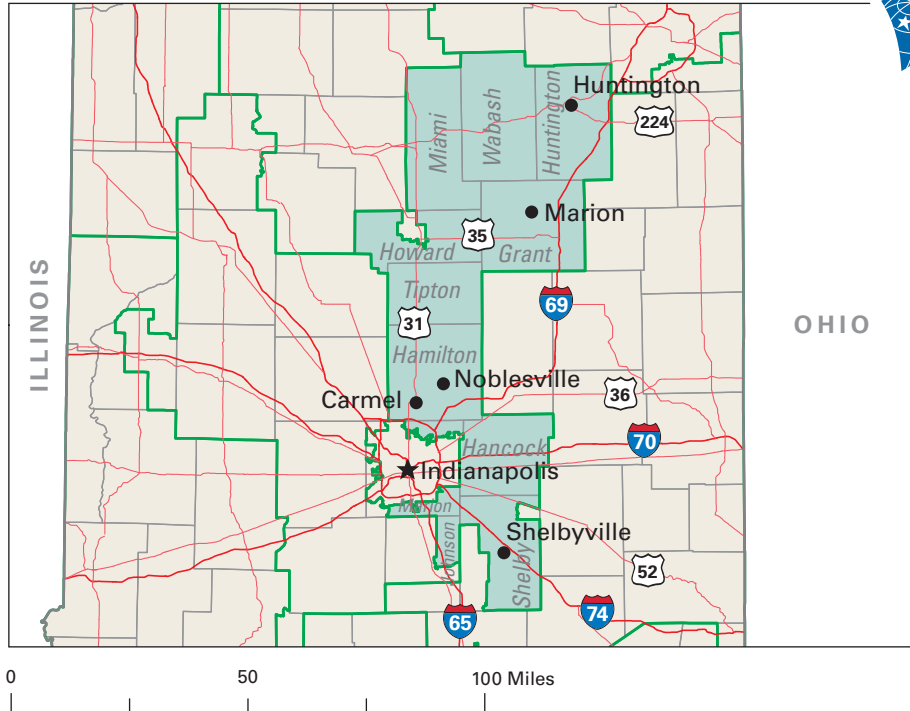 Huntington
224
Miami
Wabash
Huntington
Marion
35
Howard
Grant
Tipton
69
31
ILLINOIS
OHIO
Hamilton
Noblesville
Carmel
36
70
Hancock
Indianapolis
Marion
Shelbyville
Johnson
Shelby
52
74
65
0 50 100 Miles